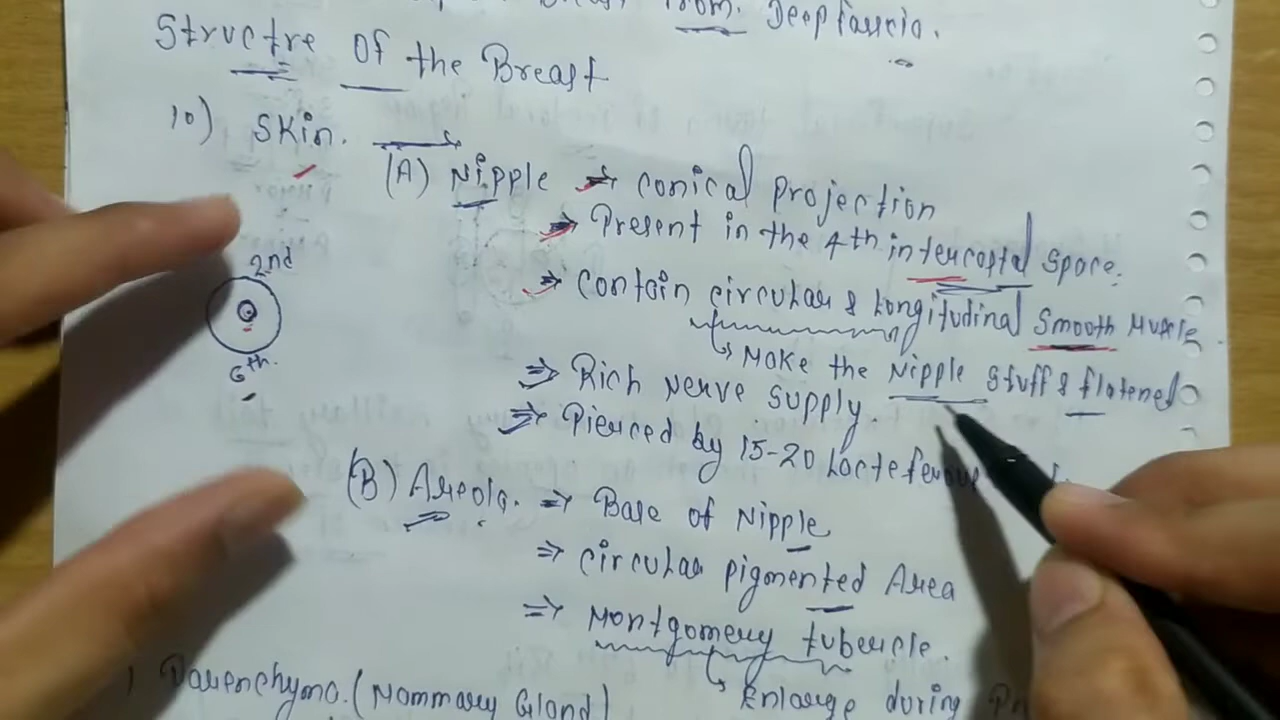 from Deep fascia.
Structre Of the Breast
10) Skin. →
(A) Nipple → conical projection
→ Present in the 4th intercostal space.
→ contain circular & Longitudinal Smooth Muscle
↳ Make the Nipple stuff & flatened
⇒ Rich nerve supply.
⇒ Pierced by 15-20 Lacteferous
2nd
6th
(B) Areola. ⇒ Base of Nipple
⇒ circular pigmented Area
⇒ Montgomery tubercle.
↳ Enlarge during
) Parenchyma. (Mammary Gland)